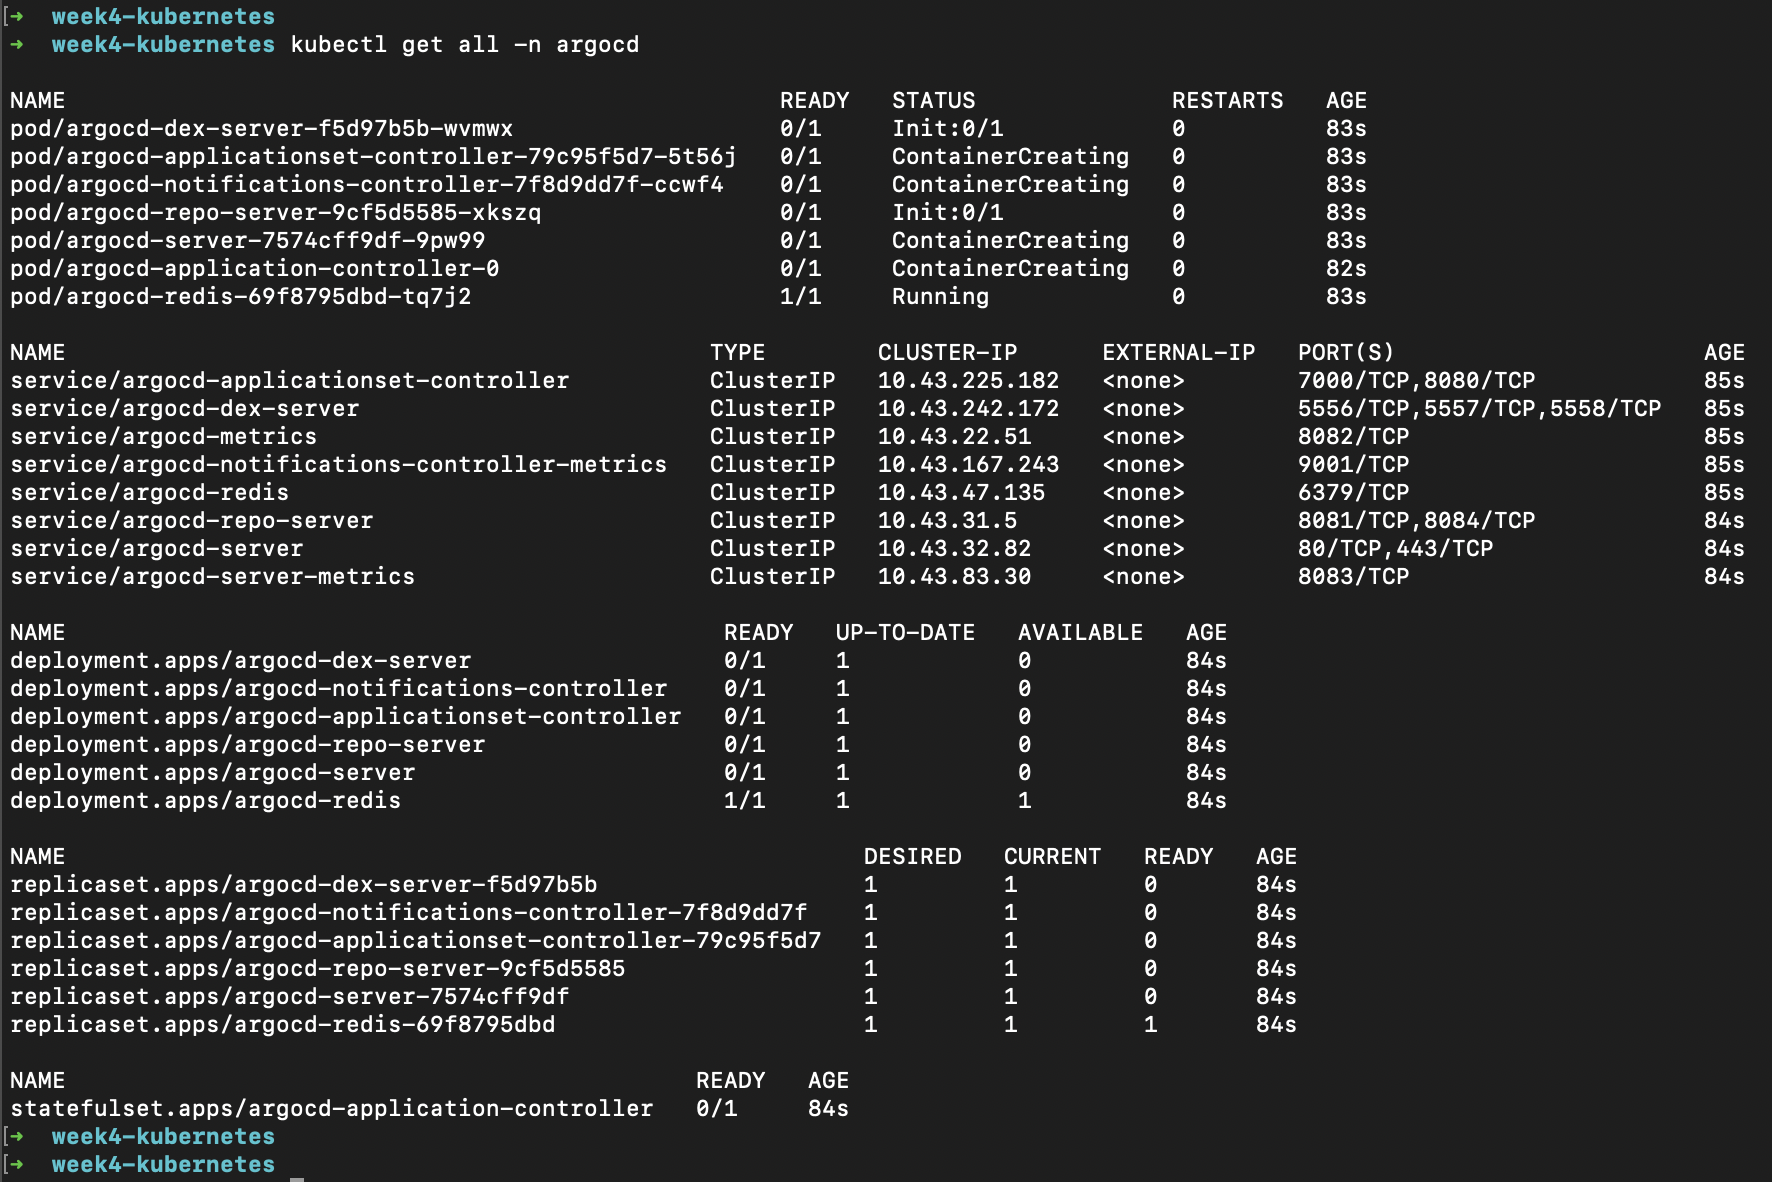 [➜  week4-kubernetes
➜  week4-kubernetes kubectl get all -n argocd
NAME READY STATUS RESTARTS AGE
pod/argocd-dex-server-f5d97b5b-wvmwx 0/1 Init:0/1 0 83s
pod/argocd-applicationset-controller-79c95f5d7-5t56j 0/1 ContainerCreating 0 83s
pod/argocd-notifications-controller-7f8d9dd7f-ccwf4 0/1 ContainerCreating 0 83s
pod/argocd-repo-server-9cf5d5585-xkszq 0/1 Init:0/1 0 83s
pod/argocd-server-7574cff9df-9pw99 0/1 ContainerCreating 0 83s
pod/argocd-application-controller-0 0/1 ContainerCreating 0 82s
pod/argocd-redis-69f8795dbd-tq7j2 1/1 Running 0 83s
NAME TYPE CLUSTER-IP EXTERNAL-IP PORT(S) AGE
service/argocd-applicationset-controller ClusterIP 10.43.225.182 <none> 7000/TCP,8080/TCP 85s
service/argocd-dex-server ClusterIP 10.43.242.172 <none> 5556/TCP,5557/TCP,5558/TCP 85s
service/argocd-metrics ClusterIP 10.43.22.51 <none> 8082/TCP 85s
service/argocd-notifications-controller-metrics ClusterIP 10.43.167.243 <none> 9001/TCP 85s
service/argocd-redis ClusterIP 10.43.47.135 <none> 6379/TCP 85s
service/argocd-repo-server ClusterIP 10.43.31.5 <none> 8081/TCP,8084/TCP 84s
service/argocd-server ClusterIP 10.43.32.82 <none> 80/TCP,443/TCP 84s
service/argocd-server-metrics ClusterIP 10.43.83.30 <none> 8083/TCP 84s
NAME READY UP-TO-DATE AVAILABLE AGE
deployment.apps/argocd-dex-server 0/1 1 0 84s
deployment.apps/argocd-notifications-controller 0/1 1 0 84s
deployment.apps/argocd-applicationset-controller 0/1 1 0 84s
deployment.apps/argocd-repo-server 0/1 1 0 84s
deployment.apps/argocd-server 0/1 1 0 84s
deployment.apps/argocd-redis 1/1 1 1 84s
NAME DESIRED CURRENT READY AGE
replicaset.apps/argocd-dex-server-f5d97b5b 1 1 0 84s
replicaset.apps/argocd-notifications-controller-7f8d9dd7f 1 1 0 84s
replicaset.apps/argocd-applicationset-controller-79c95f5d7 1 1 0 84s
replicaset.apps/argocd-repo-server-9cf5d5585 1 1 0 84s
replicaset.apps/argocd-server-7574cff9df 1 1 0 84s
replicaset.apps/argocd-redis-69f8795dbd 1 1 1 84s
NAME READY AGE
statefulset.apps/argocd-application-controller 0/1 84s
[➜  week4-kubernetes
[➜  week4-kubernetes